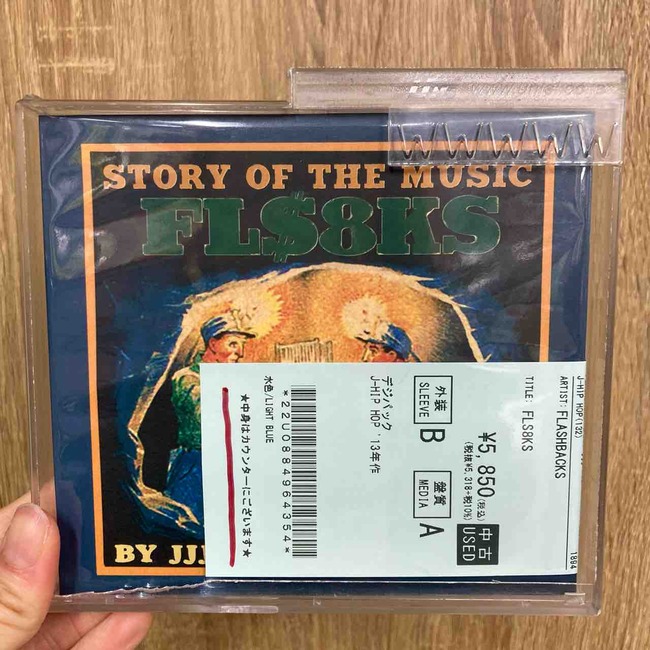 STORY OF THE MUSIC
FL$8KS
BY JJJ
J-HIP HOP(132)
ARTIST: FLASHBACKS
TITLE: FLS8KS
1894
¥5,850(税込)
(税抜¥5,318+税10%)
中古
USED
外装
SLEEVE
B
盤質
MEDIA
A
デジパック
J-HIP HOP '13年作
*22U0884964354*
水色/LIGHT BLUE
★中身はカウンターにございます★